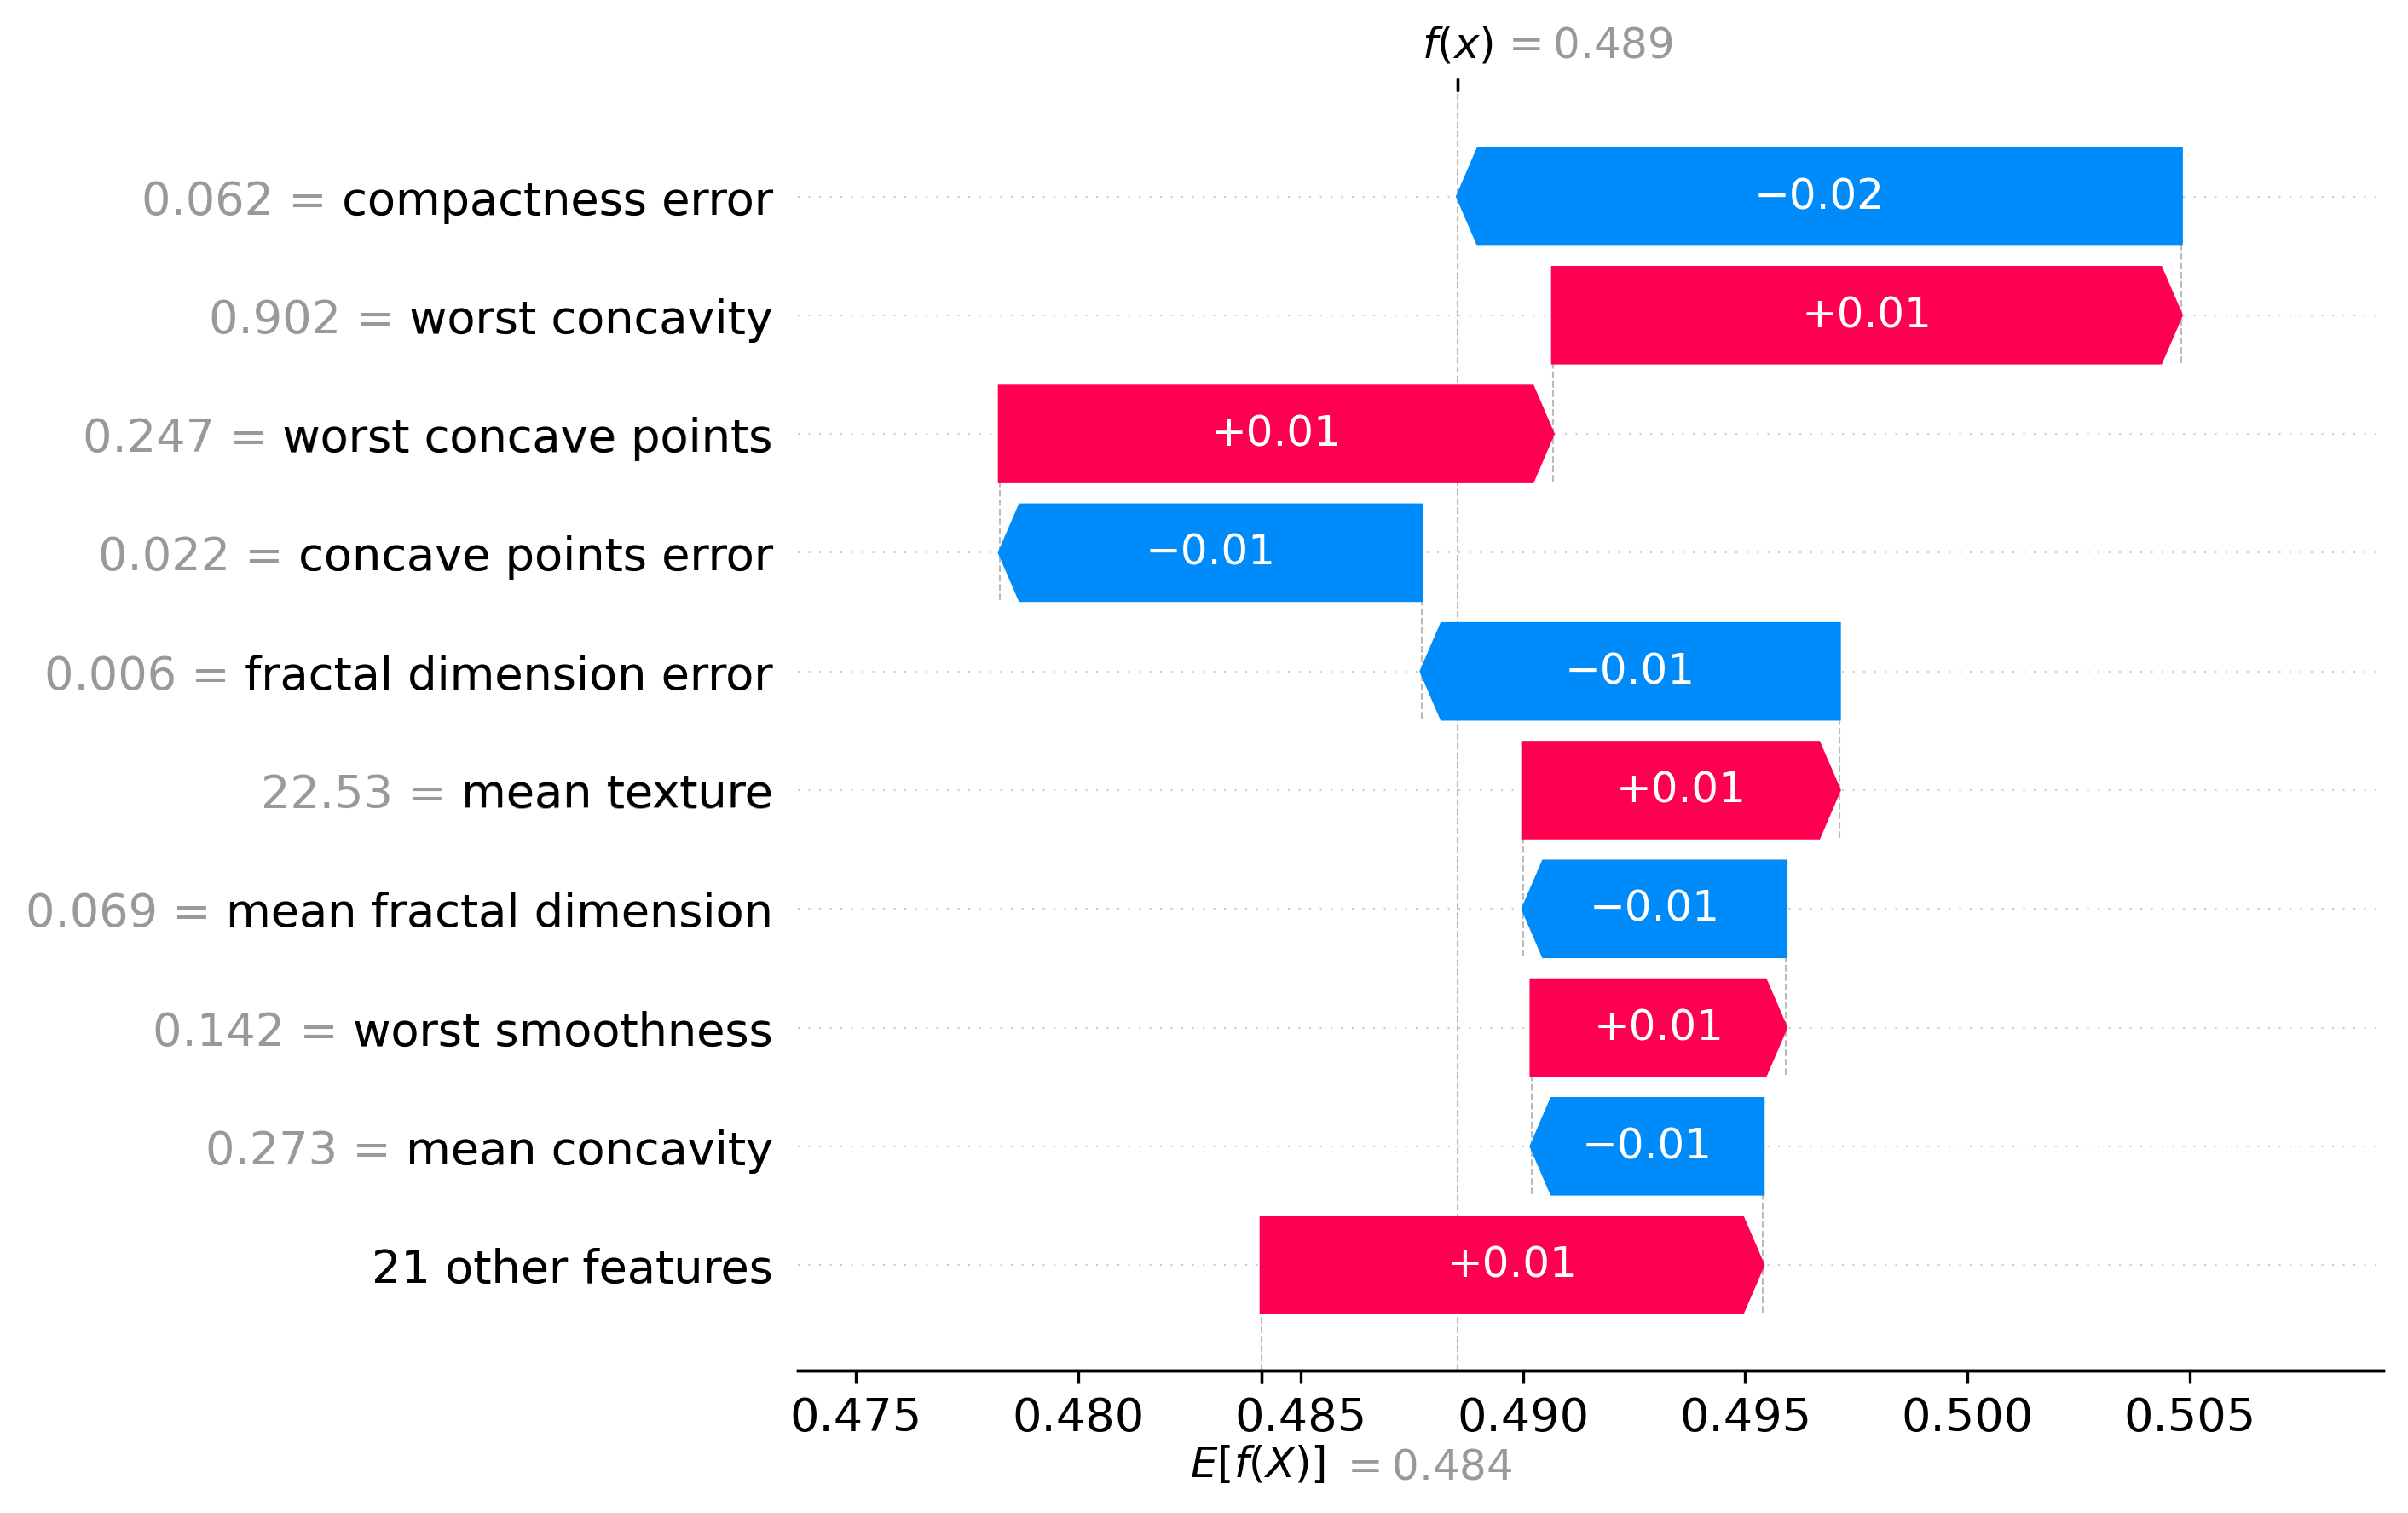 f(x) = 0.489
0.062 = compactness error
−0.02
0.902 = worst concavity
+0.01
0.247 = worst concave points
+0.01
0.022 = concave points error
−0.01
0.006 = fractal dimension error
−0.01
22.53 = mean texture
+0.01
0.069 = mean fractal dimension
−0.01
0.142 = worst smoothness
+0.01
0.273 = mean concavity
−0.01
21 other features
+0.01
0.475 0.480 0.485 0.490 0.495 0.500 0.505
E[f(X)] = 0.484